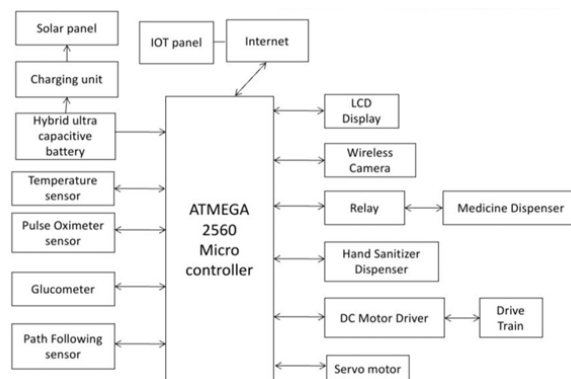 Solar panel
IOT panel
Internet
Charging unit
Hybrid ultra
capacitive
battery
LCD
Display
Temperature
sensor
Wireless
Camera
ATMEGA
2560
Micro
controller
Pulse Oximeter
sensor
Relay
Medicine Dispenser
Glucometer
Hand Sanitizer
Dispenser
Path Following
sensor
DC Motor Driver
Drive
Train
Servo motor